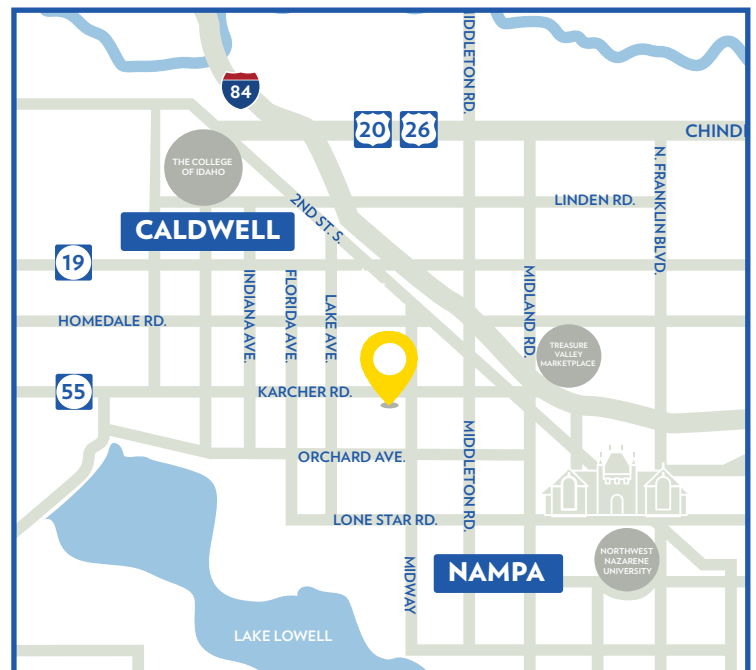 MIDDLETON RD.
84
20
26
CHIND
THE COLLEGE
OF IDAHO
N. FRANKLIN BLVD.
2ND ST. S.
LINDEN RD.
CALDWELL
19
INDIANA AVE.
FLORIDA AVE.
LAKE AVE.
MIDLAND RD.
HOMEDALE RD.
TREASURE
VALLEY
MARKETPLACE
55
KARCHER RD.
MIDDLETON RD.
ORCHARD AVE.
LONE STAR RD.
NORTHWEST
NAZARENE
UNIVERSITY
MIDWAY
NAMPA
LAKE LOWELL